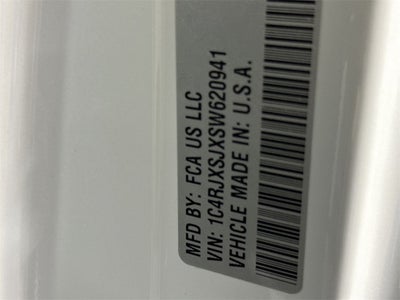 MFD BY: FCA US LLC
VIN: 1C4RJXSJXSW620941
VEHICLE MADE IN: U.S.A.